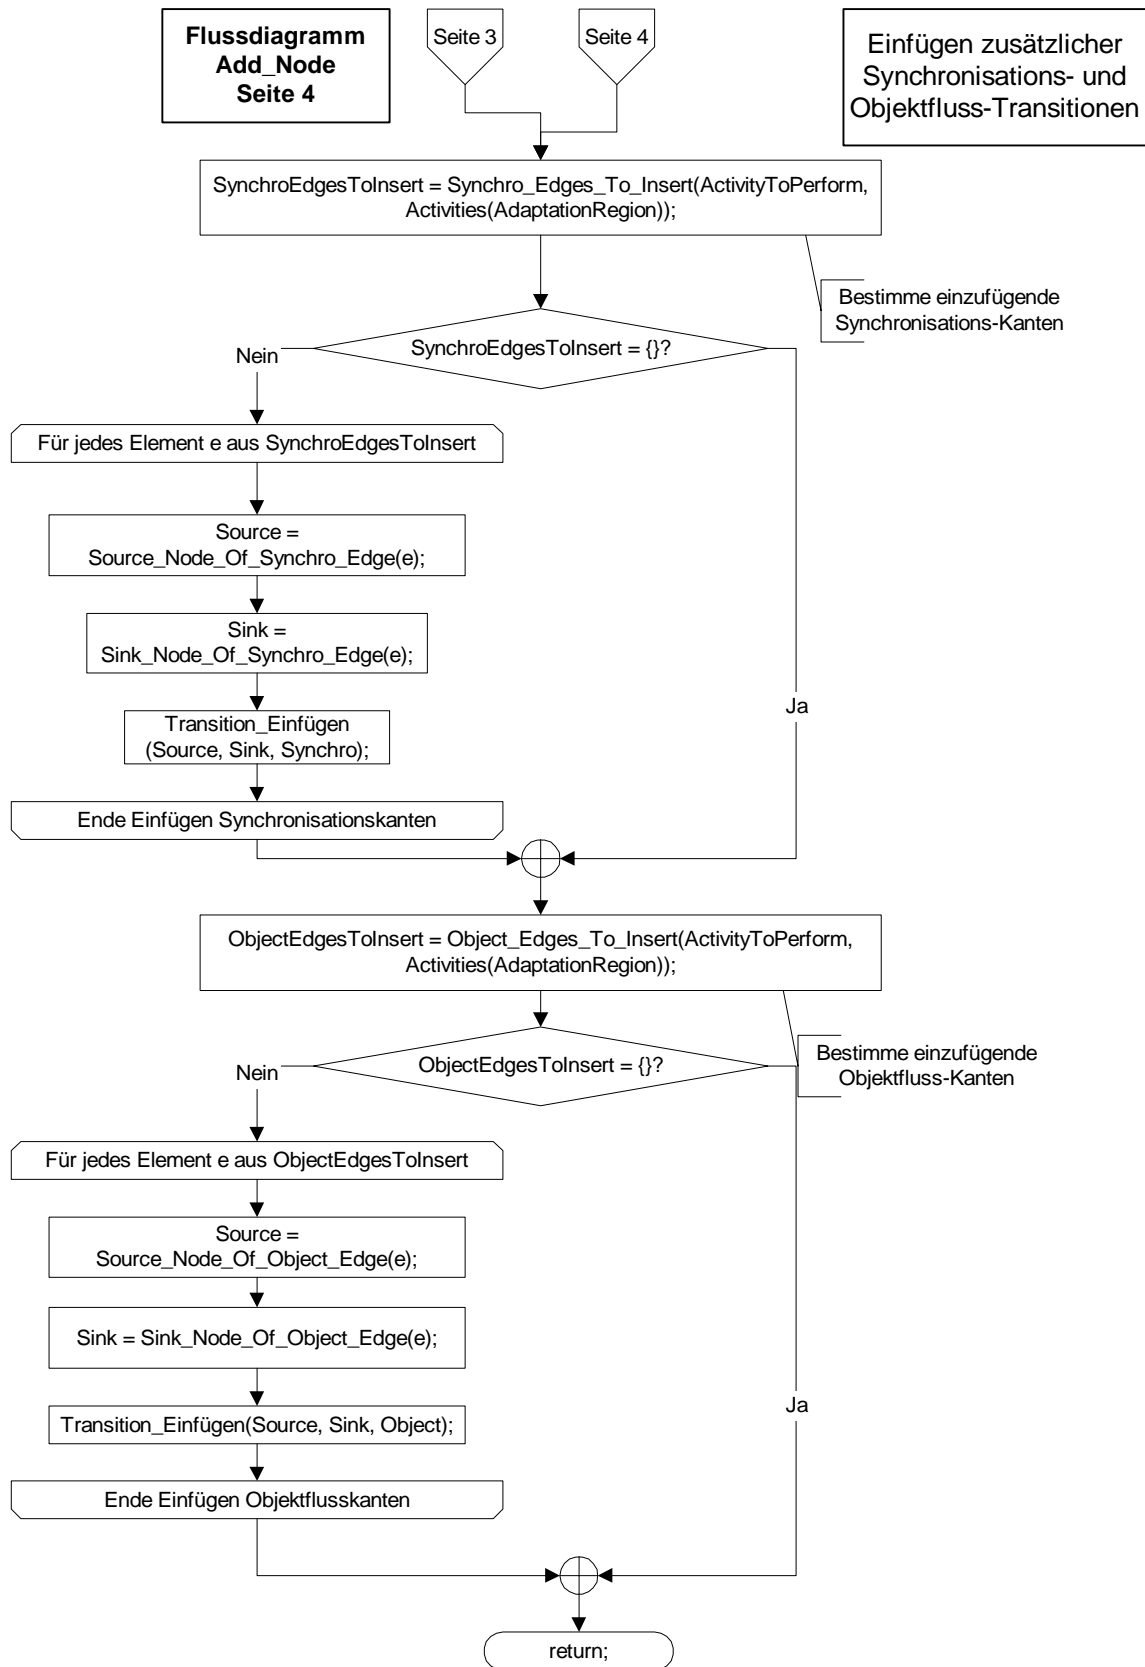 Flussdiagramm
Add_Node
Seite 4
Seite 3
Seite 4
Einfügen zusätzlicher
Synchronisations- und
Objektfluss-Transitionen
SynchroEdgesToInsert = Synchro_Edges_To_Insert(ActivityToPerform,
Activities(AdaptationRegion));
Bestimme einzufügende
Synchronisations-Kanten
SynchroEdgesToInsert = {}?
Nein
Für jedes Element e aus SynchroEdgesToInsert
Source =
Source_Node_Of_Synchro_Edge(e);
Sink =
Sink_Node_Of_Synchro_Edge(e);
Ja
Transition_Einfügen
(Source, Sink, Synchro);
Ende Einfügen Synchronisationskanten
ObjectEdgesToInsert = Object_Edges_To_Insert(ActivityToPerform,
Activities(AdaptationRegion));
Bestimme einzufügende
Objektfluss-Kanten
ObjectEdgesToInsert = {}?
Nein
Für jedes Element e aus ObjectEdgesToInsert
Source =
Source_Node_Of_Object_Edge(e);
Sink = Sink_Node_Of_Object_Edge(e);
Ja
Transition_Einfügen(Source, Sink, Object);
Ende Einfügen Objektflusskanten
return;